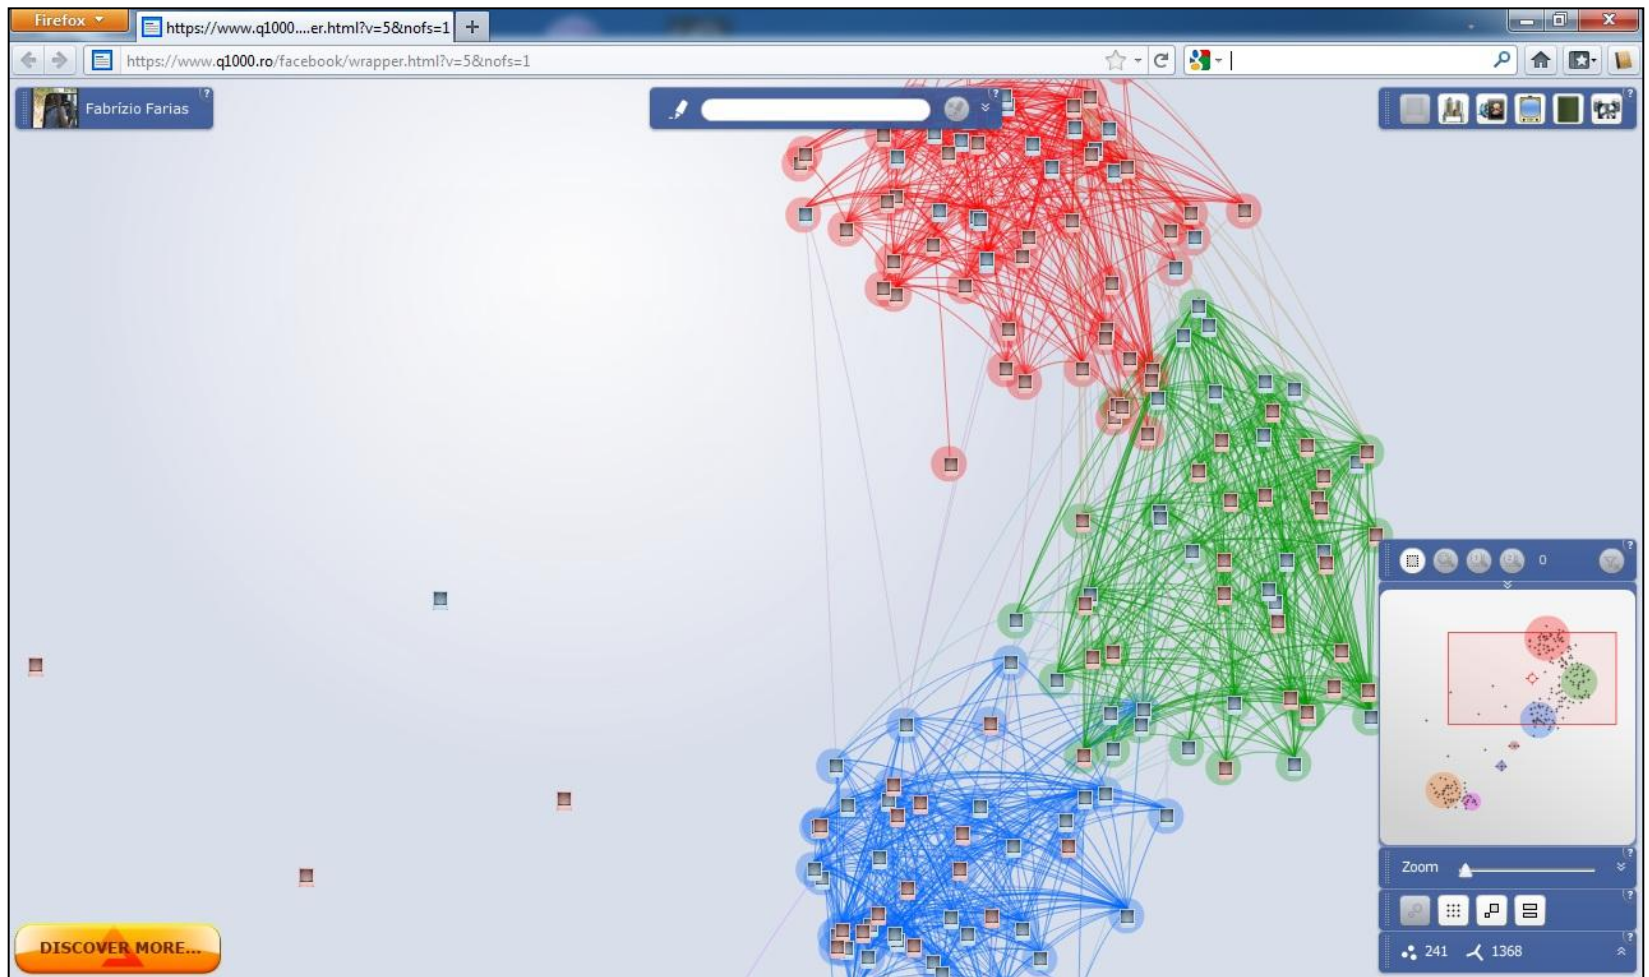 Firefox
https://www.q1000....er.html?v=5&nofs=1
https://www.q1000.ro/facebook/wrapper.html?v=5&nofs=1
Fabrízio Farias
0
Zoom
241 1368
DISCOVER MORE...